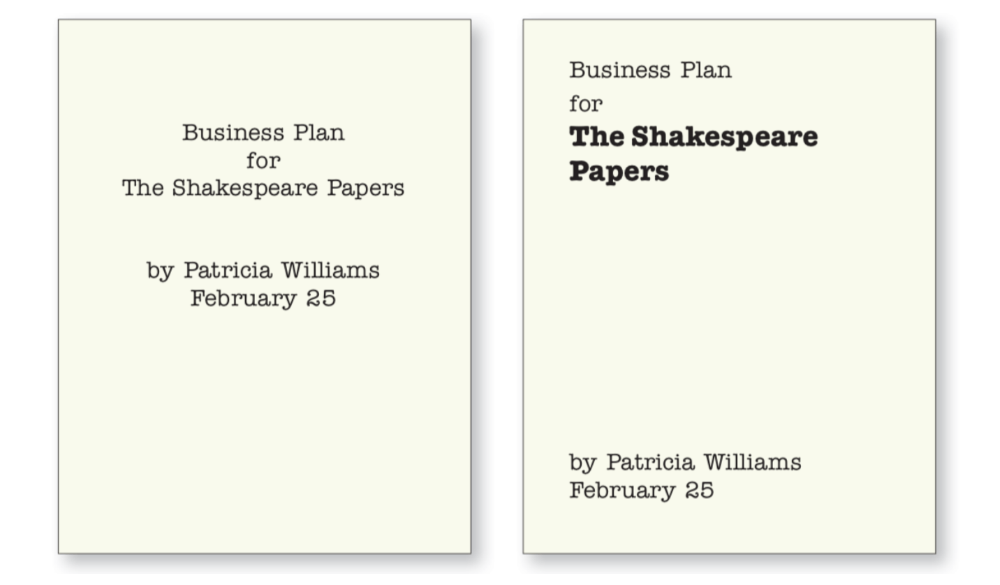 Business Plan
for
The Shakespeare Papers
by Patricia Williams
February 25
Business Plan
for
The Shakespeare
Papers
by Patricia Williams
February 25